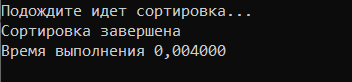 Подождите идет сортировка...
Сортировка завершена
Время выполнения 0,004000